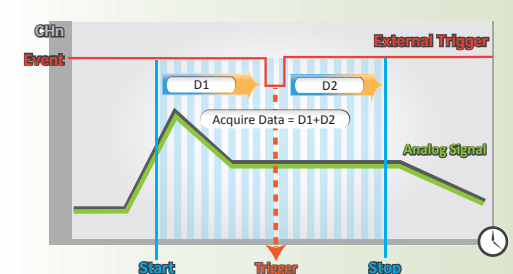 CHn
External Trigger
Event
D1
D2
Acquire Data = D1+D2
Analog Signal
Start
Trigger
Stop